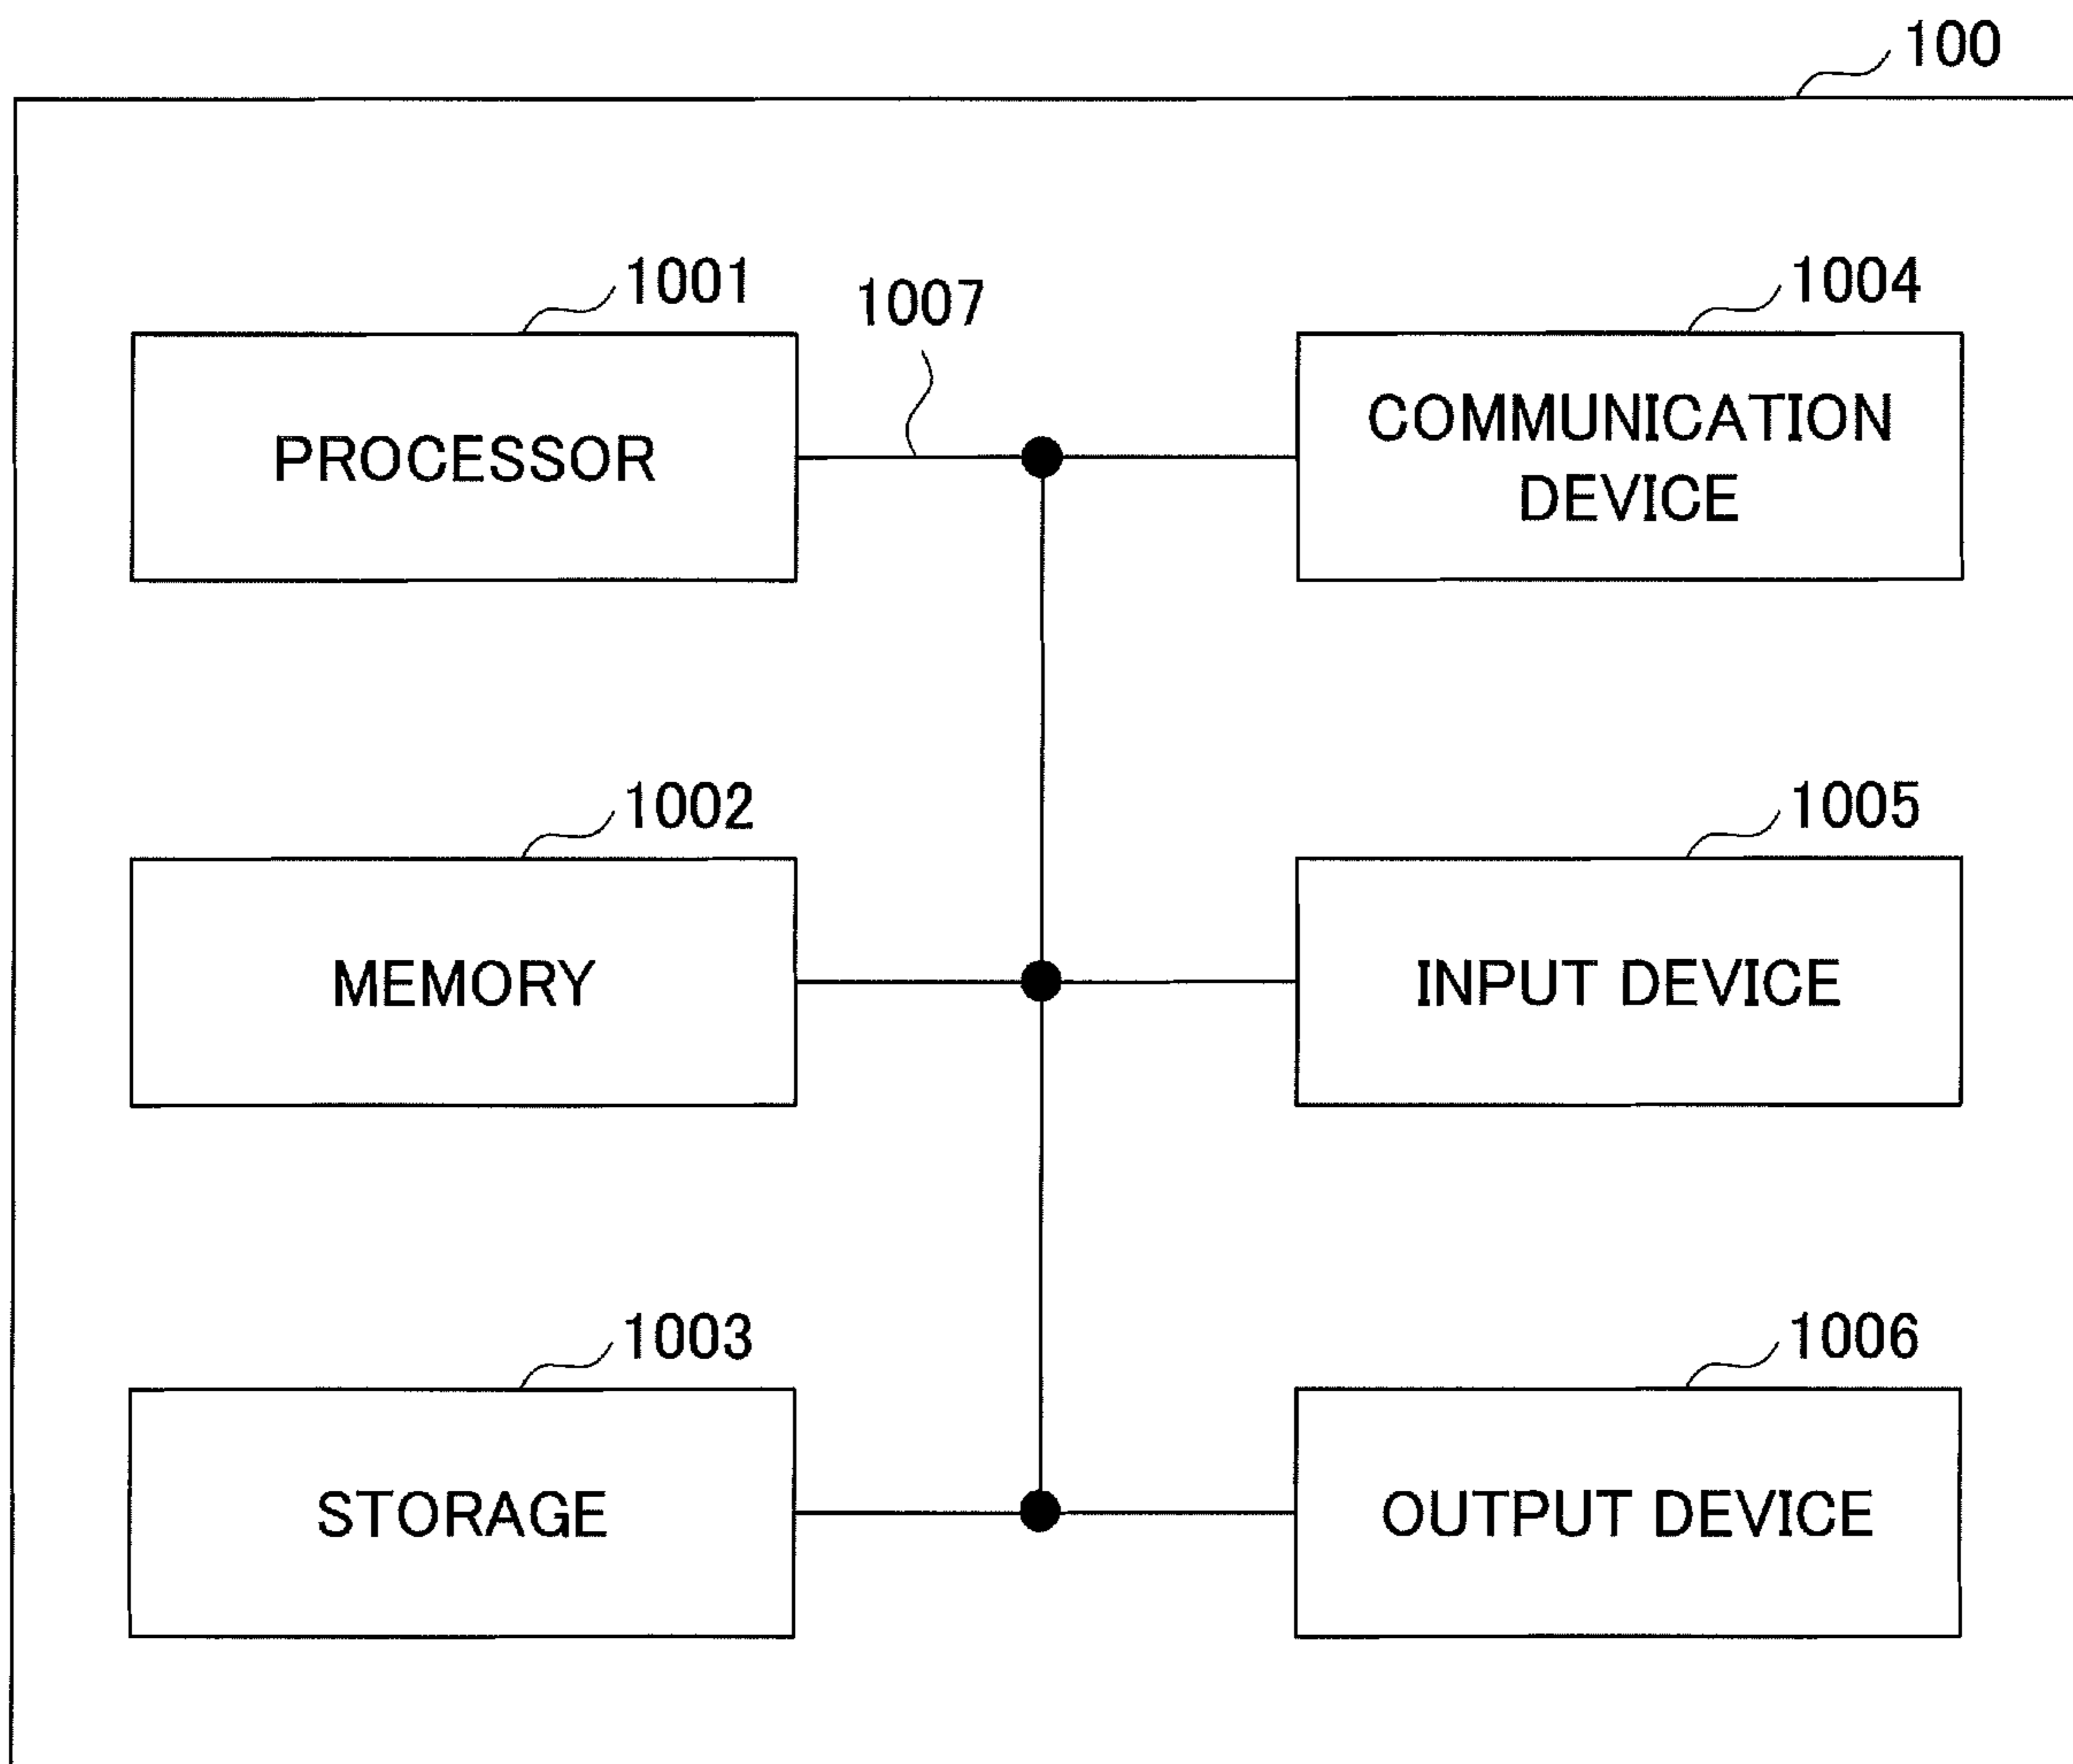 100
1001
1007
1004
PROCESSOR
COMMUNICATION
DEVICE
1002
1005
MEMORY
INPUT DEVICE
1003
1006
STORAGE
OUTPUT DEVICE